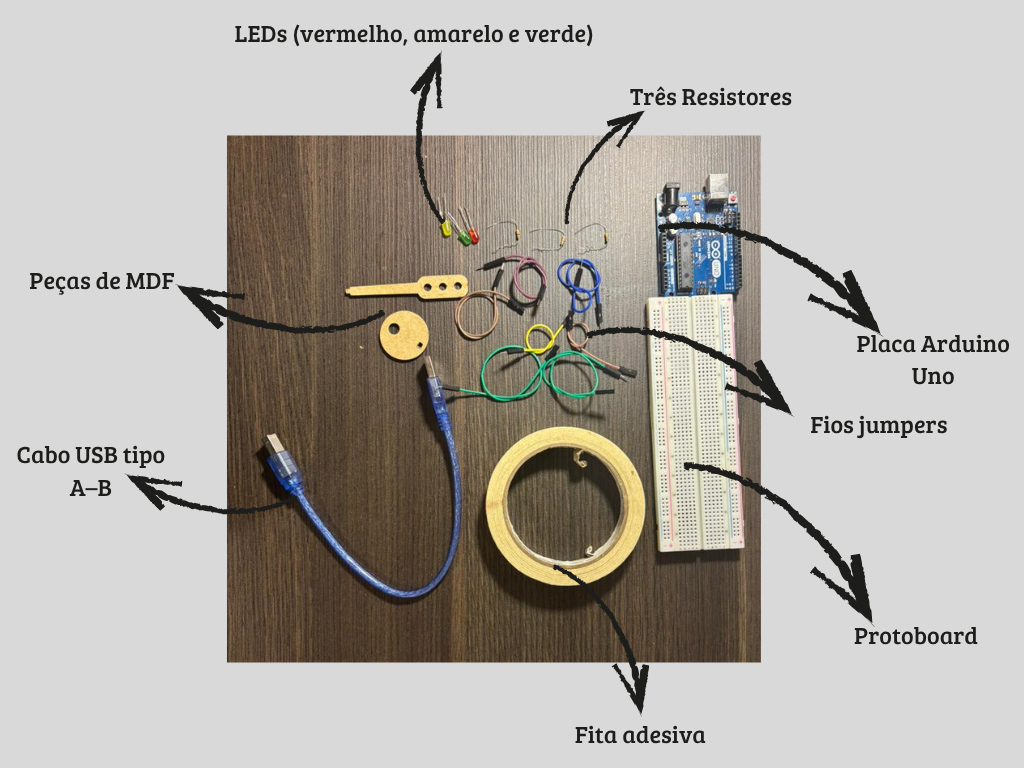 LEDs (vermelho, amarelo e verde)
Três Resistores
Peças de MDF
Placa Arduino
Uno
Fios jumpers
Cabo USB tipo
A–B
Protoboard
Fita adesiva